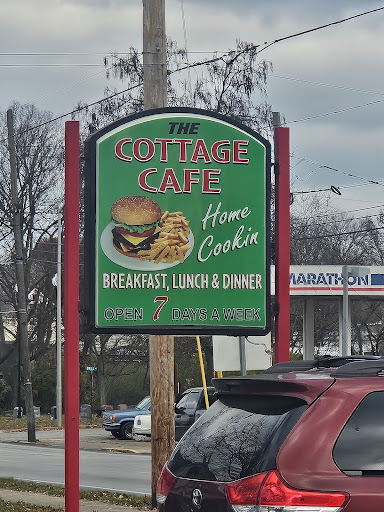 THE
COTTAGE
CAFE
Home
Cookin
BREAKFAST, LUNCH & DINNER
OPEN 7 DAYS A WEEK
MARATHON